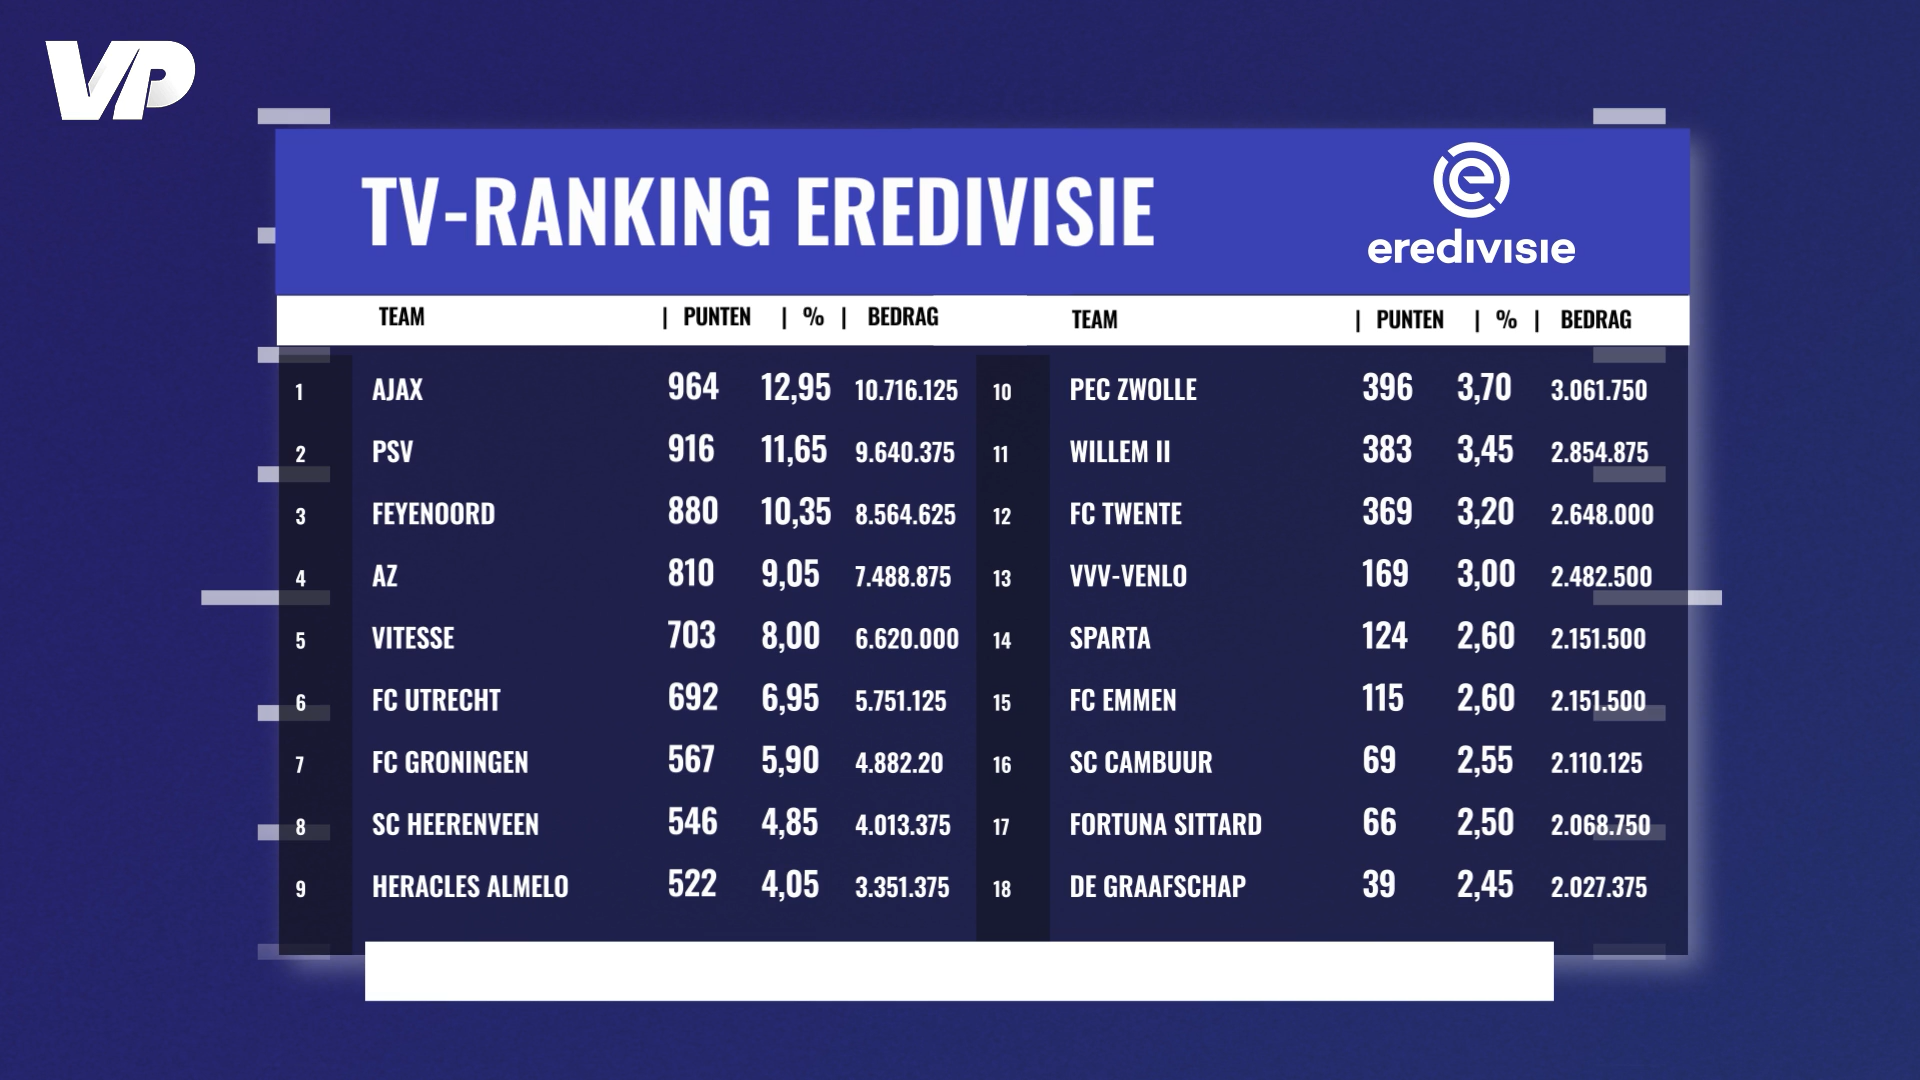 VP
TV-RANKING EREDIVISIE
eredivisie
TEAM | PUNTEN | % | BEDRAG
1 AJAX 964 12,95 10.716.125
2 PSV 916 11,65 9.640.375
3 FEYENOORD 880 10,35 8.564.625
4 AZ 810 9,05 7.488.875
5 VITESSE 703 8,00 6.620.000
6 FC UTRECHT 692 6,95 5.751.125
7 FC GRONINGEN 567 5,90 4.882.20
8 SC HEERENVEEN 546 4,85 4.013.375
9 HERACLES ALMELO 522 4,05 3.351.375
TEAM | PUNTEN | % | BEDRAG
10 PEC ZWOLLE 396 3,70 3.061.750
11 WILLEM II 383 3,45 2.854.875
12 FC TWENTE 369 3,20 2.648.000
13 VVV-VENLO 169 3,00 2.482.500
14 SPARTA 124 2,60 2.151.500
15 FC EMMEN 115 2,60 2.151.500
16 SC CAMBUUR 69 2,55 2.110.125
17 FORTUNA SITTARD 66 2,50 2.068.750
18 DE GRAAFSCHAP 39 2,45 2.027.375